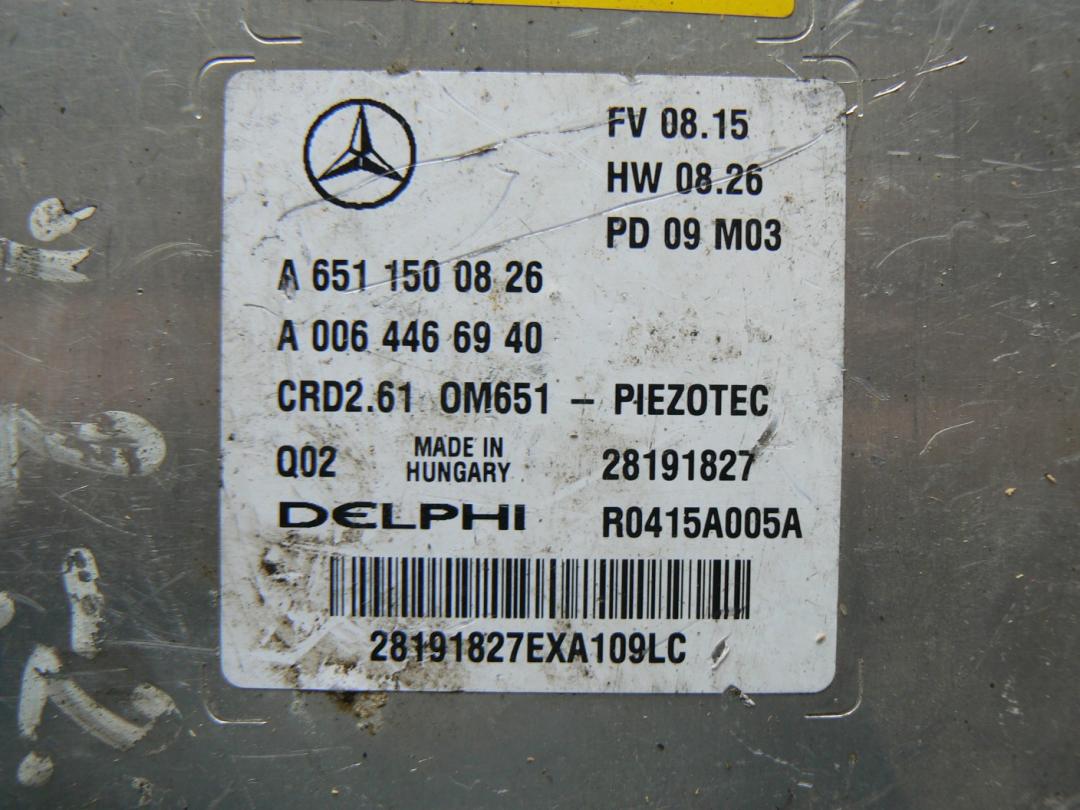 FV 08.15
HW 08.26
PD 09 M03
A 651 150 08 26
A 006 446 69 40
CRD2.61 OM651 – PIEZOTEC
Q02 MADE IN HUNGARY 28191827
DELPHI R0415A005A
28191827EXA109LC